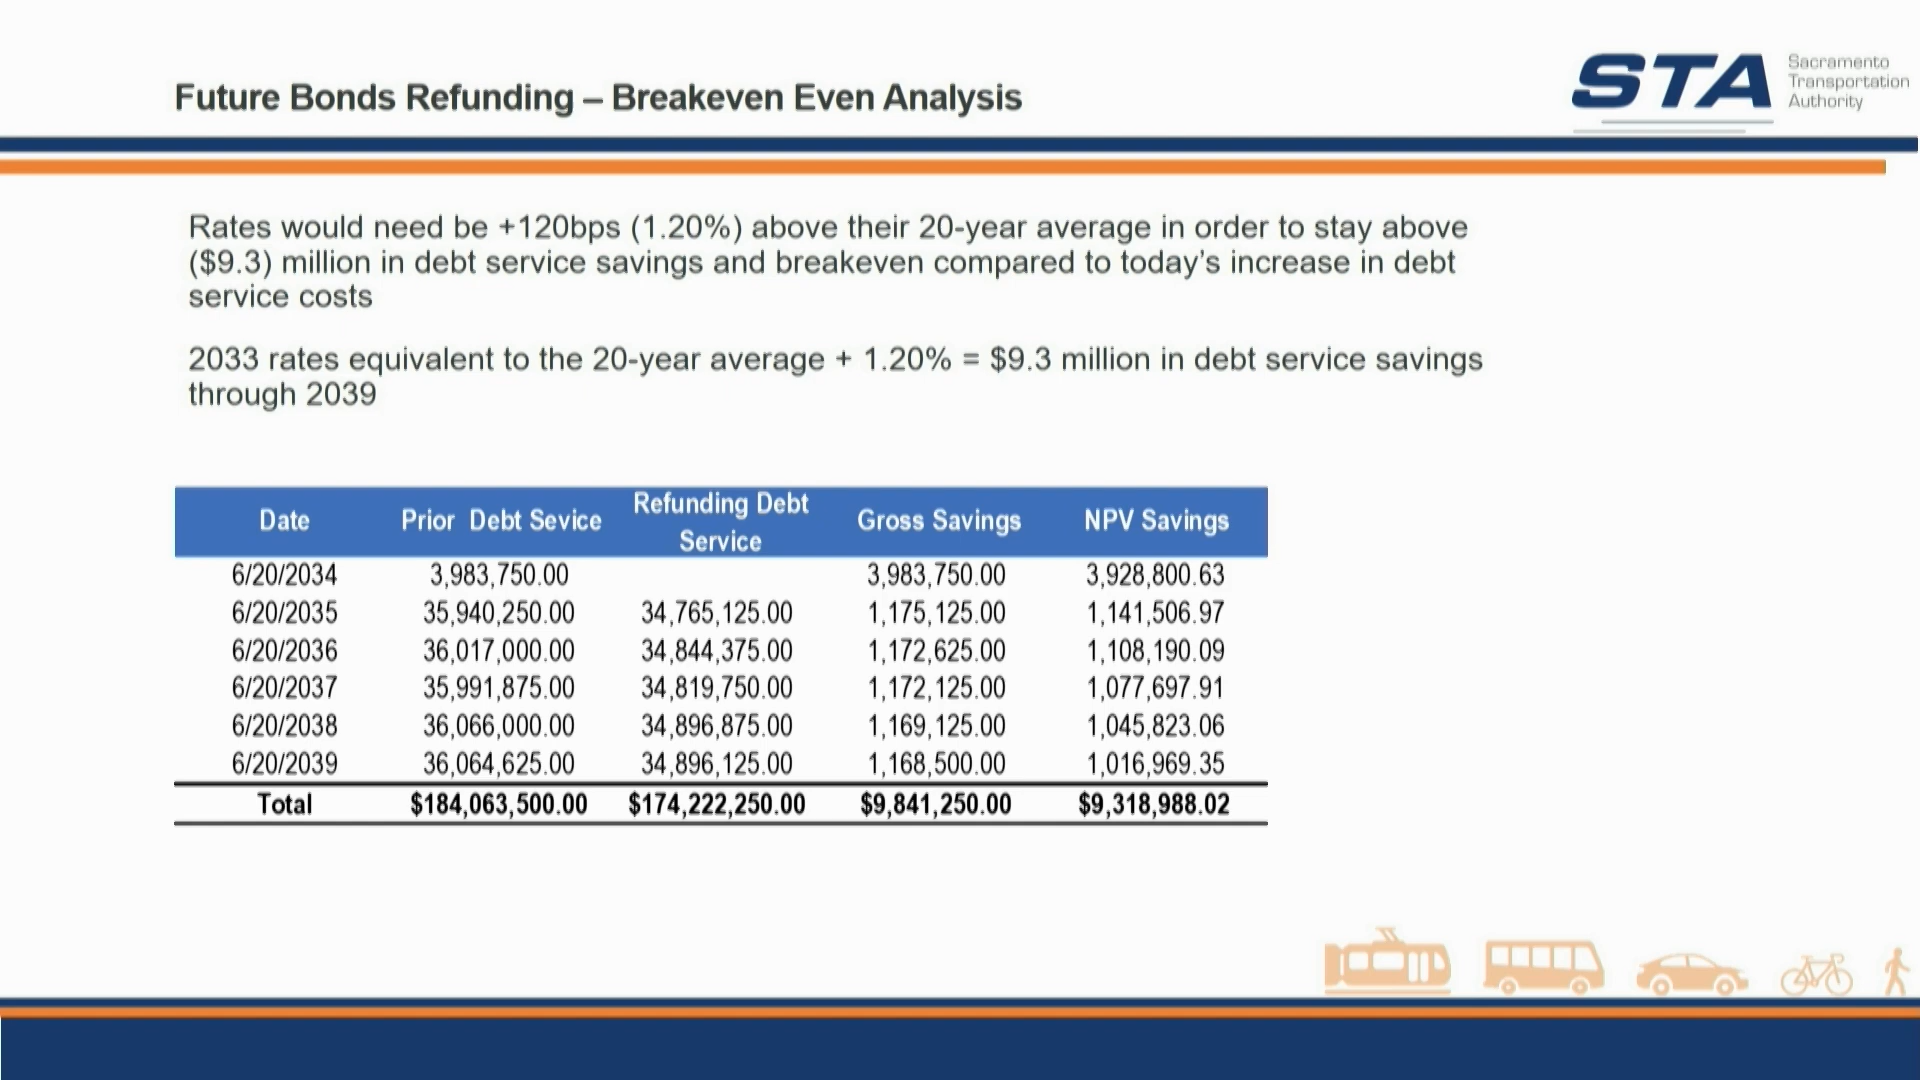 Future Bonds Refunding – Breakeven Even Analysis
STA
Sacramento
Transportation
Authority
Rates would need be +120bps (1.20%) above their 20-year average in order to stay above
($9.3) million in debt service savings and breakeven compared to today’s increase in debt
service costs
2033 rates equivalent to the 20-year average + 1.20% = $9.3 million in debt service savings
through 2039
Date Prior Debt Sevice Refunding Debt Service Gross Savings NPV Savings
6/20/2034 3,983,750.00 3,983,750.00 3,928,800.63
6/20/2035 35,940,250.00 34,765,125.00 1,175,125.00 1,141,506.97
6/20/2036 36,017,000.00 34,844,375.00 1,172,625.00 1,108,190.09
6/20/2037 35,991,875.00 34,819,750.00 1,172,125.00 1,077,697.91
6/20/2038 36,066,000.00 34,896,875.00 1,169,125.00 1,045,823.06
6/20/2039 36,064,625.00 34,896,125.00 1,168,500.00 1,016,969.35
Total $184,063,500.00 $174,222,250.00 $9,841,250.00 $9,318,988.02